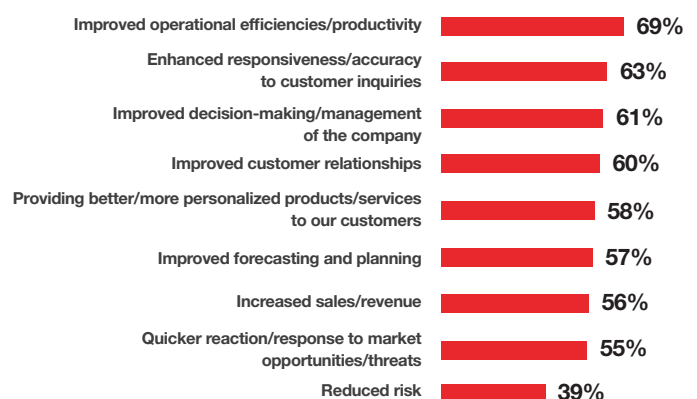 Improved operational efficiencies/productivity 69%
Enhanced responsiveness/accuracy
to customer inquiries 63%
Improved decision-making/management
of the company 61%
Improved customer relationships 60%
Providing better/more personalized products/services
to our customers 58%
Improved forecasting and planning 57%
Increased sales/revenue 56%
Quicker reaction/response to market
opportunities/threats 55%
Reduced risk 39%